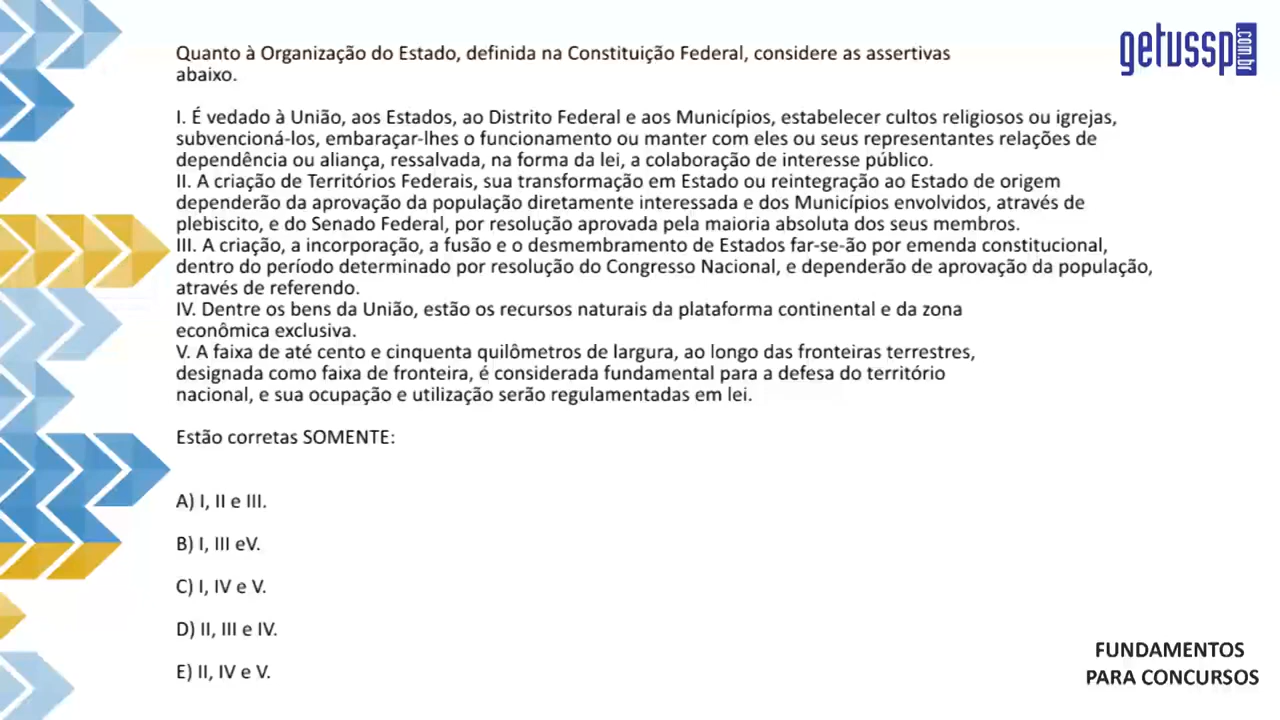 getussp.com.br
Quanto à Organização do Estado, definida na Constituição Federal, considere as assertivas
abaixo.
I. É vedado à União, aos Estados, ao Distrito Federal e aos Municípios, estabelecer cultos religiosos ou igrejas,
subvencioná-los, embaraçar-lhes o funcionamento ou manter com eles ou seus representantes relações de
dependência ou aliança, ressalvada, na forma da lei, a colaboração de interesse público.
II. A criação de Territórios Federais, sua transformação em Estado ou reintegração ao Estado de origem
dependerão da aprovação da população diretamente interessada e dos Municípios envolvidos, através de
plebiscito, e do Senado Federal, por resolução aprovada pela maioria absoluta dos seus membros.
III. A criação, a incorporação, a fusão e o desmembramento de Estados far-se-ão por emenda constitucional,
dentro do período determinado por resolução do Congresso Nacional, e dependerão de aprovação da população,
através de referendo.
IV. Dentre os bens da União, estão os recursos naturais da plataforma continental e da zona
econômica exclusiva.
V. A faixa de até cento e cinquenta quilômetros de largura, ao longo das fronteiras terrestres,
designada como faixa de fronteira, é considerada fundamental para a defesa do território
nacional, e sua ocupação e utilização serão regulamentadas em lei.
Estão corretas SOMENTE:
A) I, II e III.
B) I, III eV.
C) I, IV e V.
D) II, III e IV.
E) II, IV e V.
FUNDAMENTOS
PARA CONCURSOS